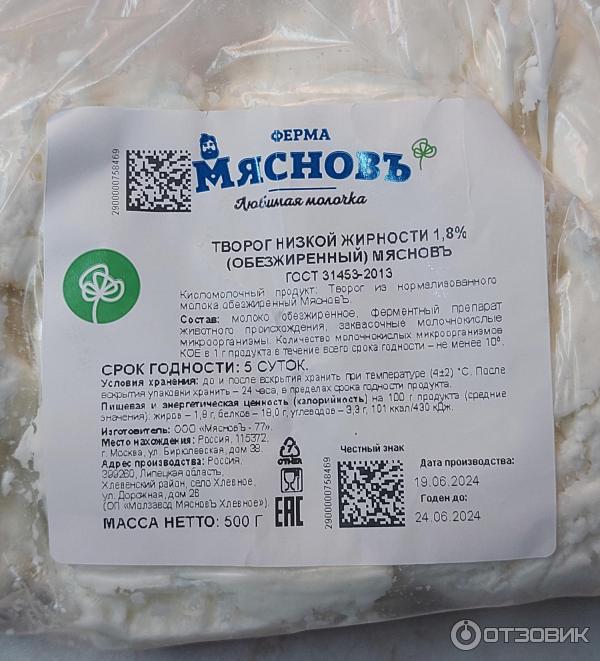 ФЕРМА
МЯСНОВЪ
Любимая молочка
2900000758469
ТВОРОГ НИЗКОЙ ЖИРНОСТИ 1,8%
(ОБЕЗЖИРЕННЫЙ) МЯСНОВЪ
ГОСТ 31453-2013
Кисломолочный продукт: Творог из нормализованного
молока обезжиренный МясновЪ.
Состав: молоко обезжиренное, ферментный препарат
животного происхождения, заквасочные молочнокислые
микроорганизмы. Количество молочнокислых микроорганизмов
КОЕ в 1 г продукта в течение всего срока годности – не менее 10⁶.
СРОК ГОДНОСТИ: 5 СУТОК.
Условия хранения: до и после вскрытия хранить при температуре (4±2) °С. После
вскрытия упаковки хранить – 24 часа, в пределах срока годности продукта.
Пищевая и энергетическая ценность (калорийность) на 100 г продукта (средние
значения): жиров – 1,8 г, белков – 18,0 г, углеводов – 3,3 г, 101 ккал/430 кДж.
Изготовитель: ООО «МясновЪ - 77».
Место нахождения: Россия, 115372,
г. Москва, ул. Бирюлевская, дом 38.
Адрес производства: Россия,
399260, Липецкая область,
Хлевенский район, село Хлевное,
ул. Дорожная, дом 26
(ОП «Молзавод МясновЪ Хлевное»).
МАССА НЕТТО: 500 Г
7
EAC
Честный знак
2900000758469
Дата производства:
19.06.2024
Годен до:
24.06.2024
ОТЗОВИК